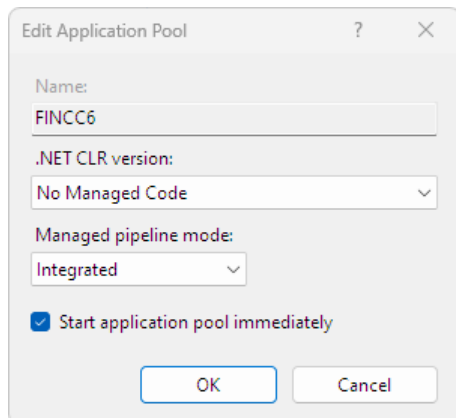 Edit Application Pool ?
Name:
FINCC6
.NET CLR version:
No Managed Code
Managed pipeline mode:
Integrated
Start application pool immediately
OK Cancel